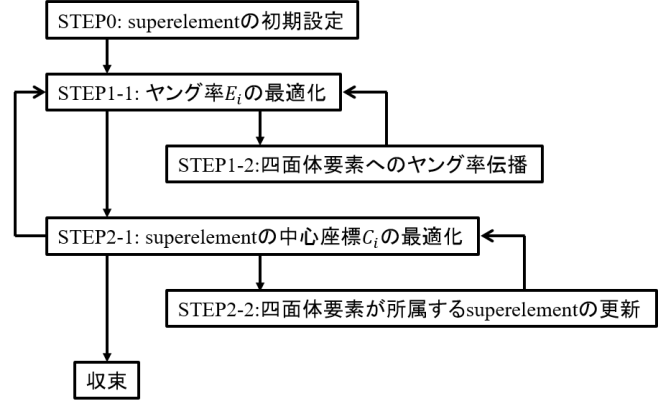 STEP0: superelementの初期設定
STEP1-1: ヤング率E_iの最適化
STEP1-2:四面体要素へのヤング率伝播
STEP2-1: superelementの中心座標C_iの最適化
STEP2-2:四面体要素が所属するsuperelementの更新
収束